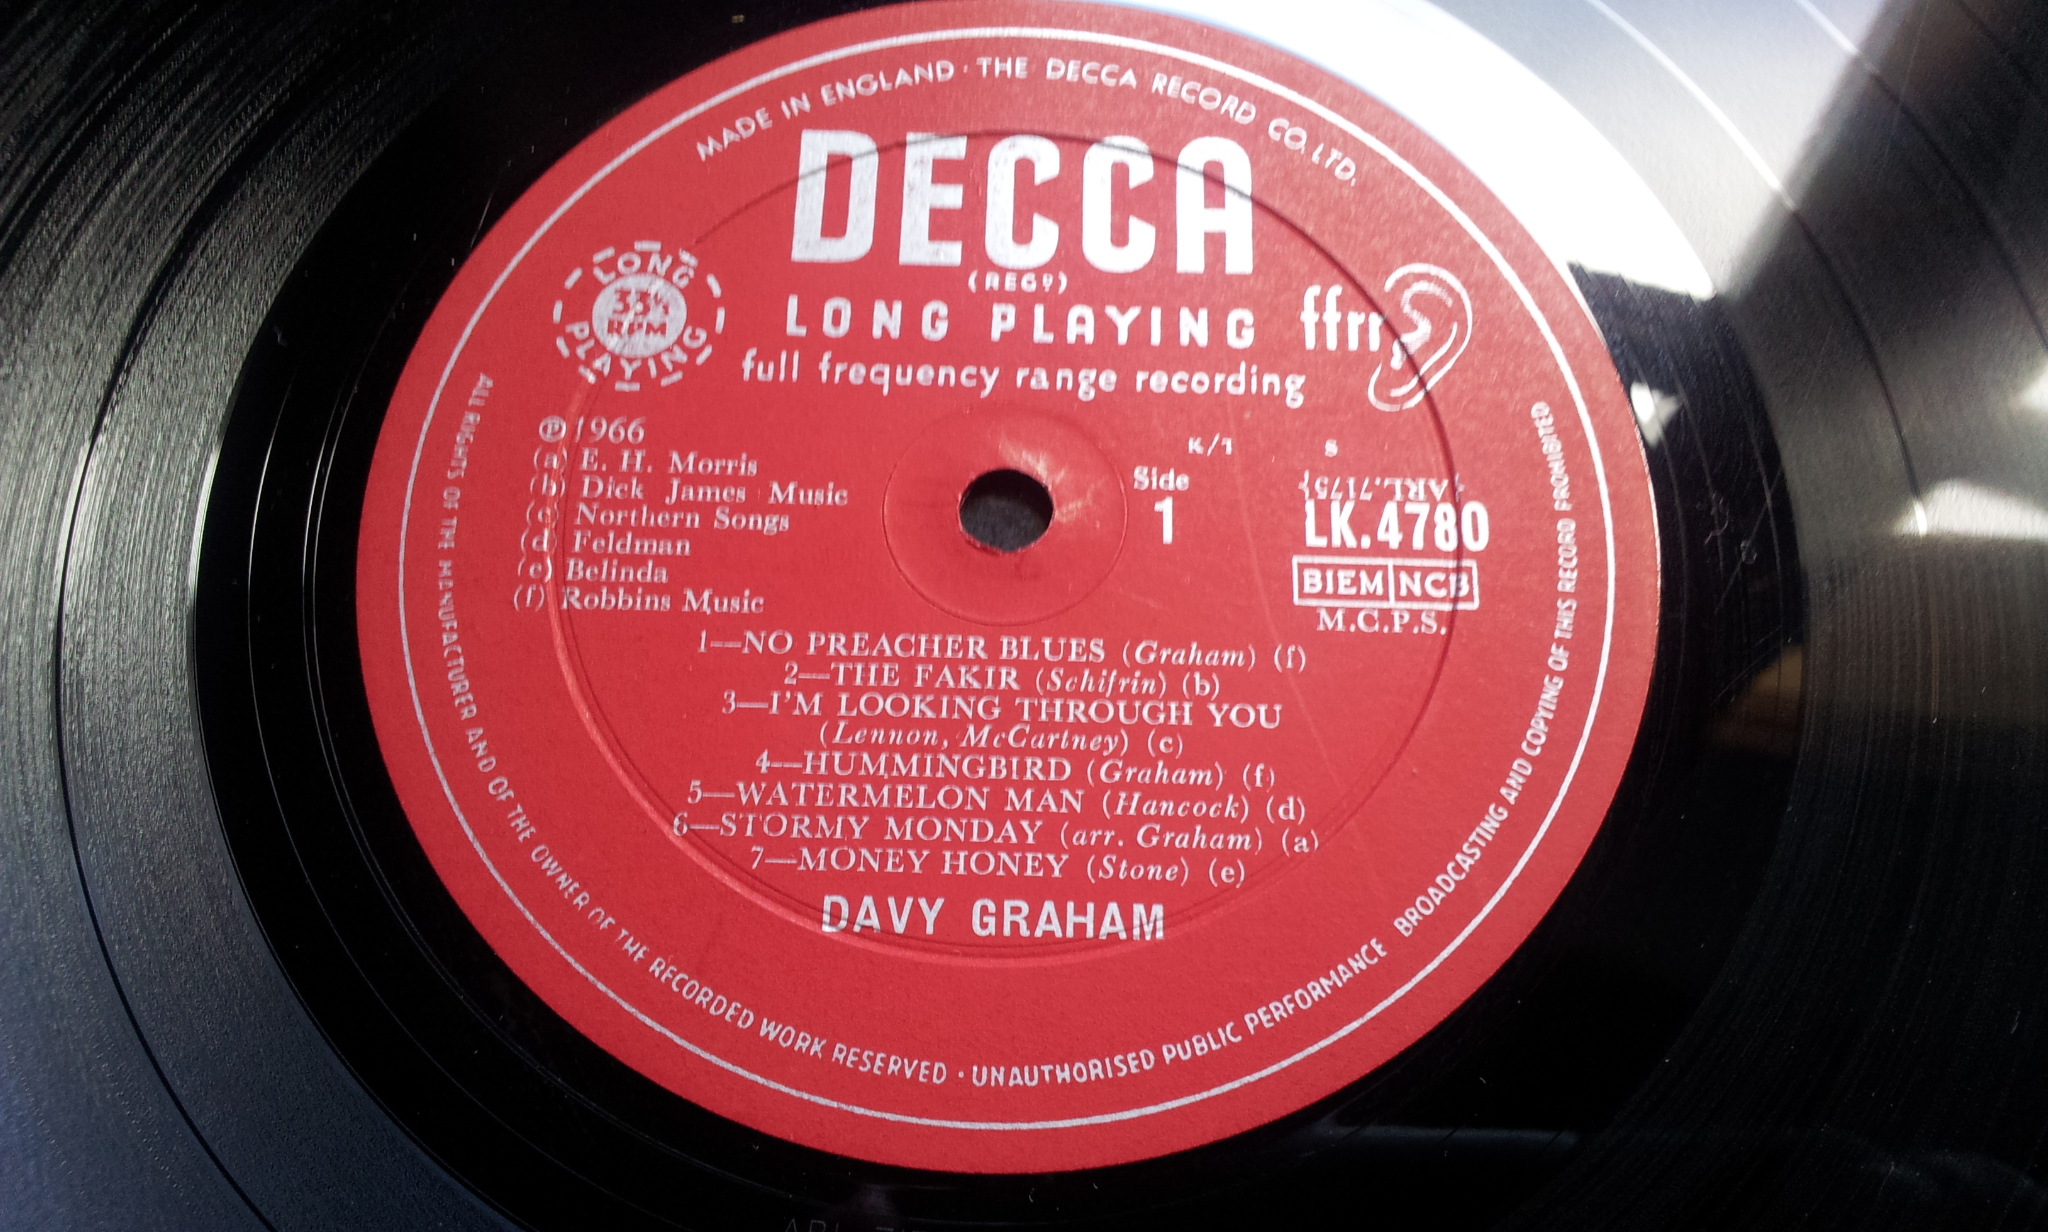 MADE IN ENGLAND · THE DECCA RECORD CO. LTD.
DECCA
(REGD)
LONG PLAYING
full frequency range recording
LONG
33⅓
RPM
PLAYING
ffrr
Ⓟ 1966
(a) E. H. Morris
(b) Dick James Music
(c) Northern Songs
(d) Feldman
(e) Belinda
(f) Robbins Music
K/T
S
Side
1
{ARL.7175}
LK.4780
BIEM NCB
M.C.P.S.
1—NO PREACHER BLUES (Graham) (f)
2—THE FAKIR (Schifrin) (b)
3—I'M LOOKING THROUGH YOU
(Lennon, McCartney) (c)
4—HUMMINGBIRD (Graham) (f)
5—WATERMELON MAN (Hancock) (d)
6—STORMY MONDAY (arr. Graham) (a)
7—MONEY HONEY (Stone) (e)
DAVY GRAHAM
ALL RIGHTS OF THE MANUFACTURER AND OF THE OWNER OF THE RECORDED WORK RESERVED · UNAUTHORISED PUBLIC PERFORMANCE BROADCASTING AND COPYING OF THIS RECORD PROHIBITED